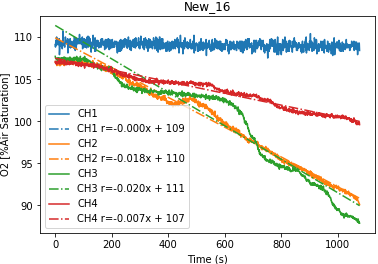 New_16
O2 [%Air Saturation]
110
105
100
95
90
CH1
CH1 r=-0.000x + 109
CH2
CH2 r=-0.018x + 110
CH3
CH3 r=-0.020x + 111
CH4
CH4 r=-0.007x + 107
0 200 400 600 800 1000
Time (s)